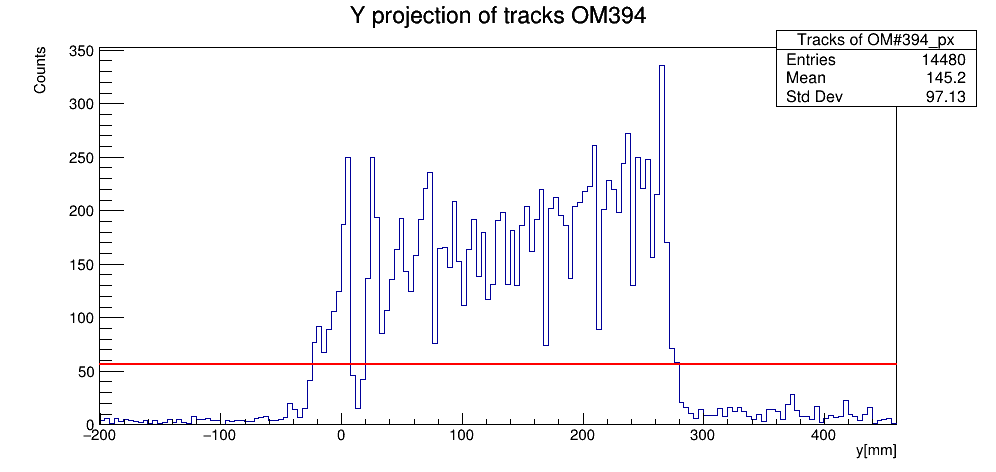 Y projection of tracks OM394
Tracks of OM#394_px
Entries 14480
Mean 145.2
Std Dev 97.13
Counts
350
300
250
200
150
100
50
0
−200 −100 0 100 200 300 400
y[mm]